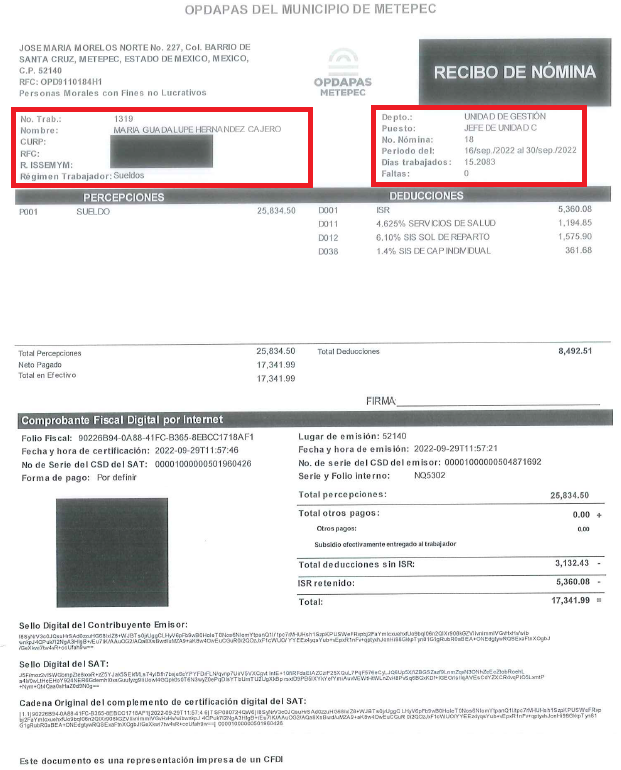 OPDAPAS DEL MUNICIPIO DE METEPEC
JOSE MARIA MORELOS NORTE No. 227, Col. BARRIO DE
SANTA CRUZ, METEPEC, ESTADO DE MEXICO, MEXICO,
C.P. 52140
RFC: OPD9110184H1
Personas Morales con Fines no Lucrativos
OPDAPAS
METEPEC
RECIBO DE NÓMINA
No. Trab.: 1319
Nombre: MARIA GUADALUPE HERNANDEZ CAJERO
CURP:
RFC:
R. ISSEMYM:
Régimen Trabajador: Sueldos
Depto.: UNIDAD DE GESTIÓN
Puesto: JEFE DE UNIDAD C
No. Nómina: 18
Periodo del: 16/sep./2022 al 30/sep./2022
Días trabajados: 15.2083
Faltas: 0
PERCEPCIONES DEDUCCIONES
P001 SUELDO 25,834.50 D001 ISR 5,360.08
D011 4.625% SERVICIOS DE SALUD 1,194.85
D012 6.10% SIS SOL DE REPARTO 1,575.90
D038 1.4% SIS DE CAP INDIVIDUAL 361.68
Total Percepciones 25,834.50 Total Deducciones 8,492.51
Neto Pagado 17,341.99
Total en Efectivo 17,341.99
FIRMA:
Comprobante Fiscal Digital por Internet
Folio Fiscal: 90226B94-0A88-41FC-B365-8EBCC1718AF1
Fecha y hora de certificación: 2022-09-29T11:57:46
No de Serie del CSD del SAT: 00001000000501960426
Forma de pago: Por definir
Lugar de emisión: 52140
Fecha y hora de emisión: 2022-09-29T11:57:21
No. de serie del CSD del emisor: 00001000000504871692
Serie y Folio interno: NQ5302
Total percepciones: 25,834.50
Total otros pagos: 0.00 +
Otros pagos: 0.00
Subsidio efectivamente entregado al trabajador
Total deducciones sin ISR: 3,132.43 -
ISR retenido: 5,360.08 -
Total: 17,341.99 =
Sello Digital del Contribuyente Emisor:
Sello Digital del SAT:
Cadena Original del complemento de certificación digital del SAT:
Este documento es una representación impresa de un CFDI